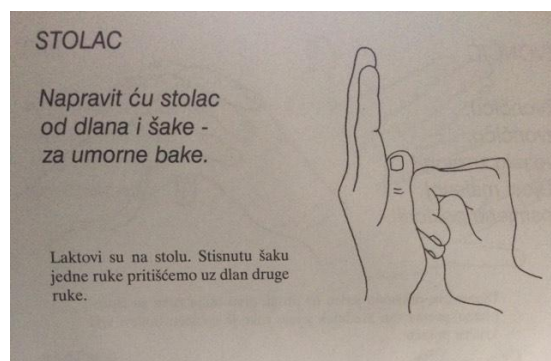 STOLAC
Napravit ću stolac
od dlana i šake -
za umorne bake.
Laktovi su na stolu. Stisnutu šaku
jedne ruke pritišćemo uz dlan druge
ruke.